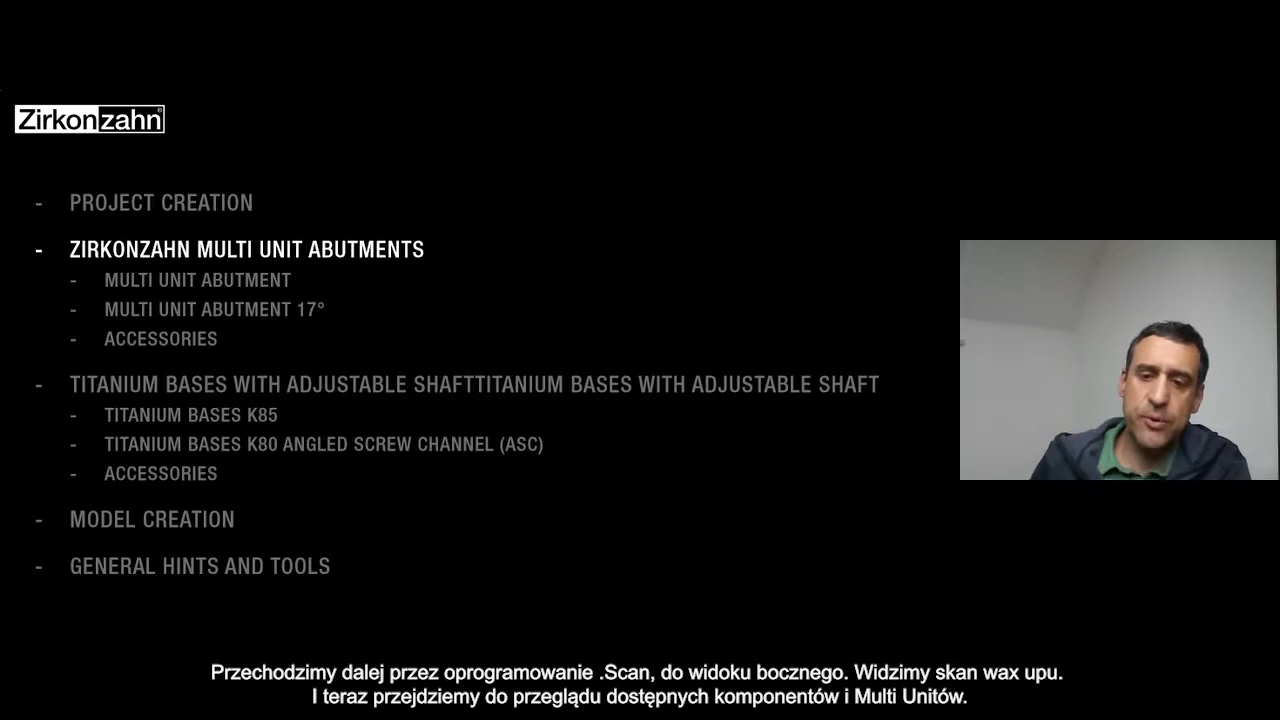 Zirkonzahn®
- PROJECT CREATION
- ZIRKONZAHN MULTI UNIT ABUTMENTS
- MULTI UNIT ABUTMENT
- MULTI UNIT ABUTMENT 17°
- ACCESSORIES
- TITANIUM BASES WITH ADJUSTABLE SHAFTTITANIUM BASES WITH ADJUSTABLE SHAFT
- TITANIUM BASES K85
- TITANIUM BASES K80 ANGLED SCREW CHANNEL (ASC)
- ACCESSORIES
- MODEL CREATION
- GENERAL HINTS AND TOOLS
Przechodzimy dalej przez oprogramowanie .Scan, do widoku bocznego. Widzimy skan wax upu.
I teraz przejdziemy do przeglądu dostępnych komponentów i Multi Unitów.